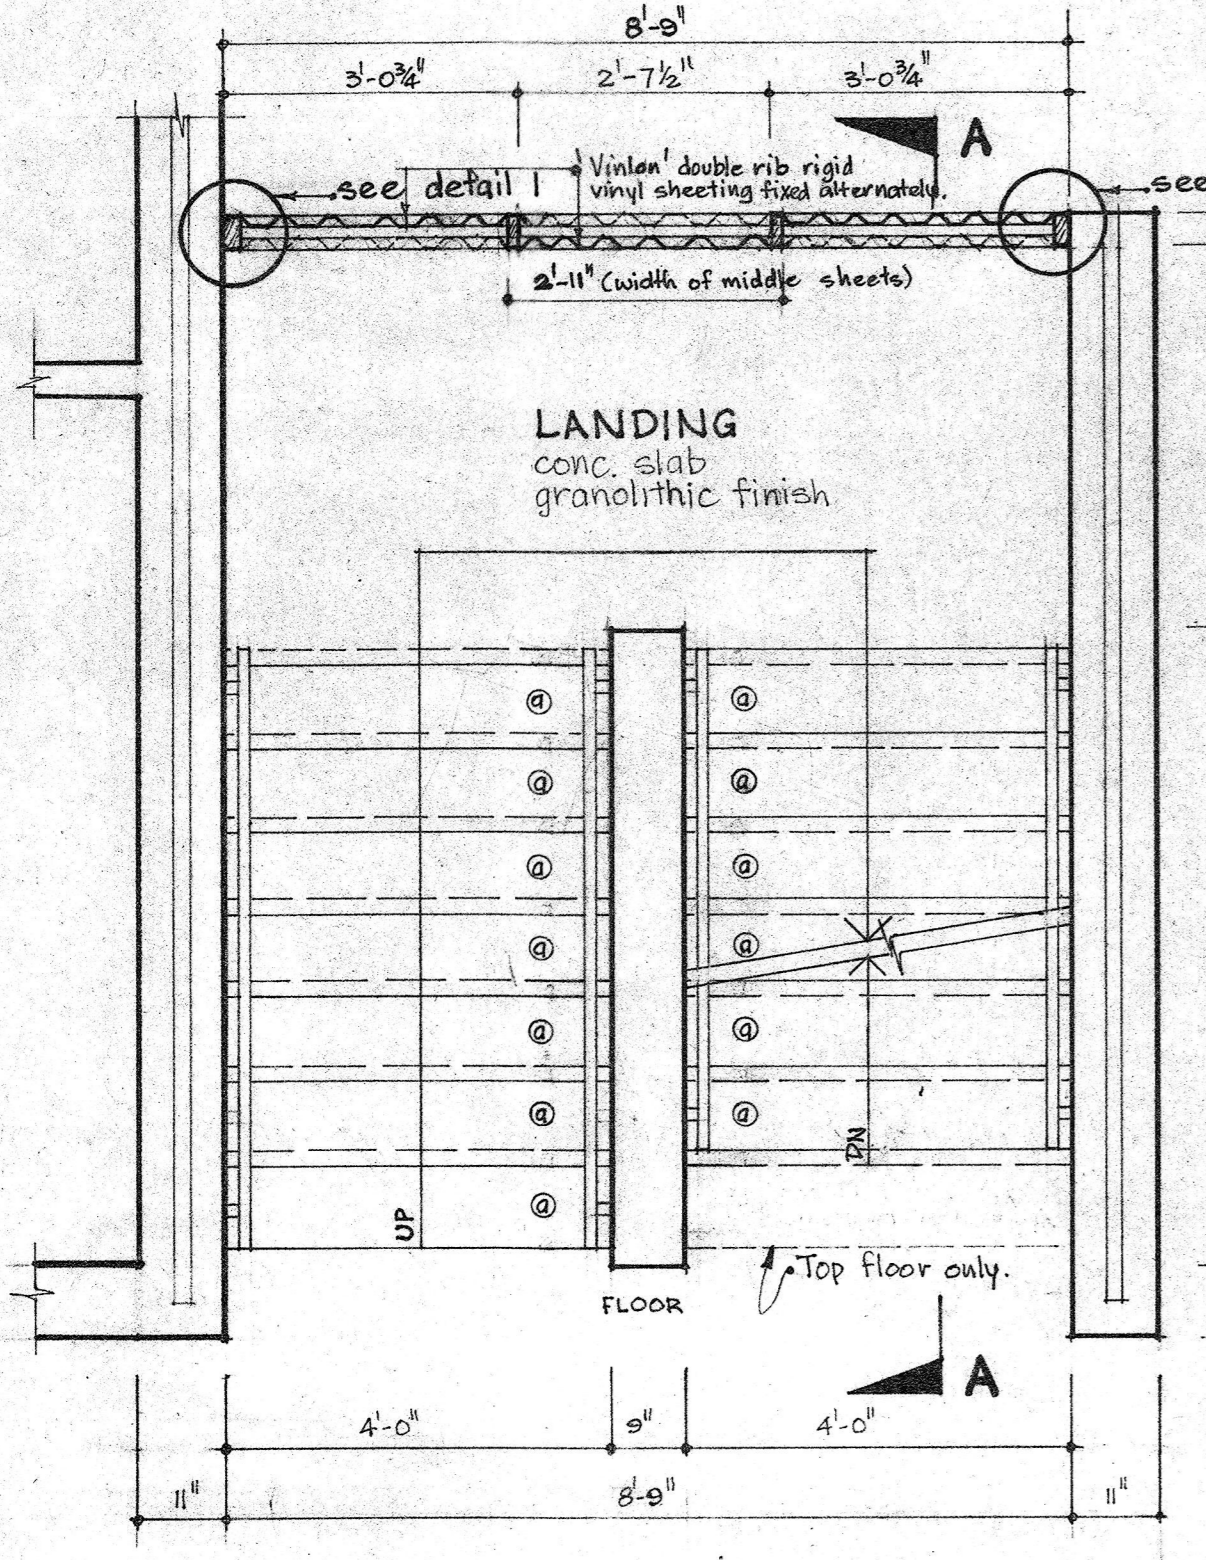 8'-9"
3'-0¾"
2'-7½"
3'-0¾"
A
'Vinlon' double rib rigid
vinyl sheeting fixed alternately.
see detail 1
see
2'-11" (width of middle sheets)
LANDING
conc. slab
granolithic finish
a
a
a
a
a
a
a
a
a
a
a
a
a
DN
UP
Top floor only.
FLOOR
A
4'-0"
9"
4'-0"
11"
8'-9"
11"